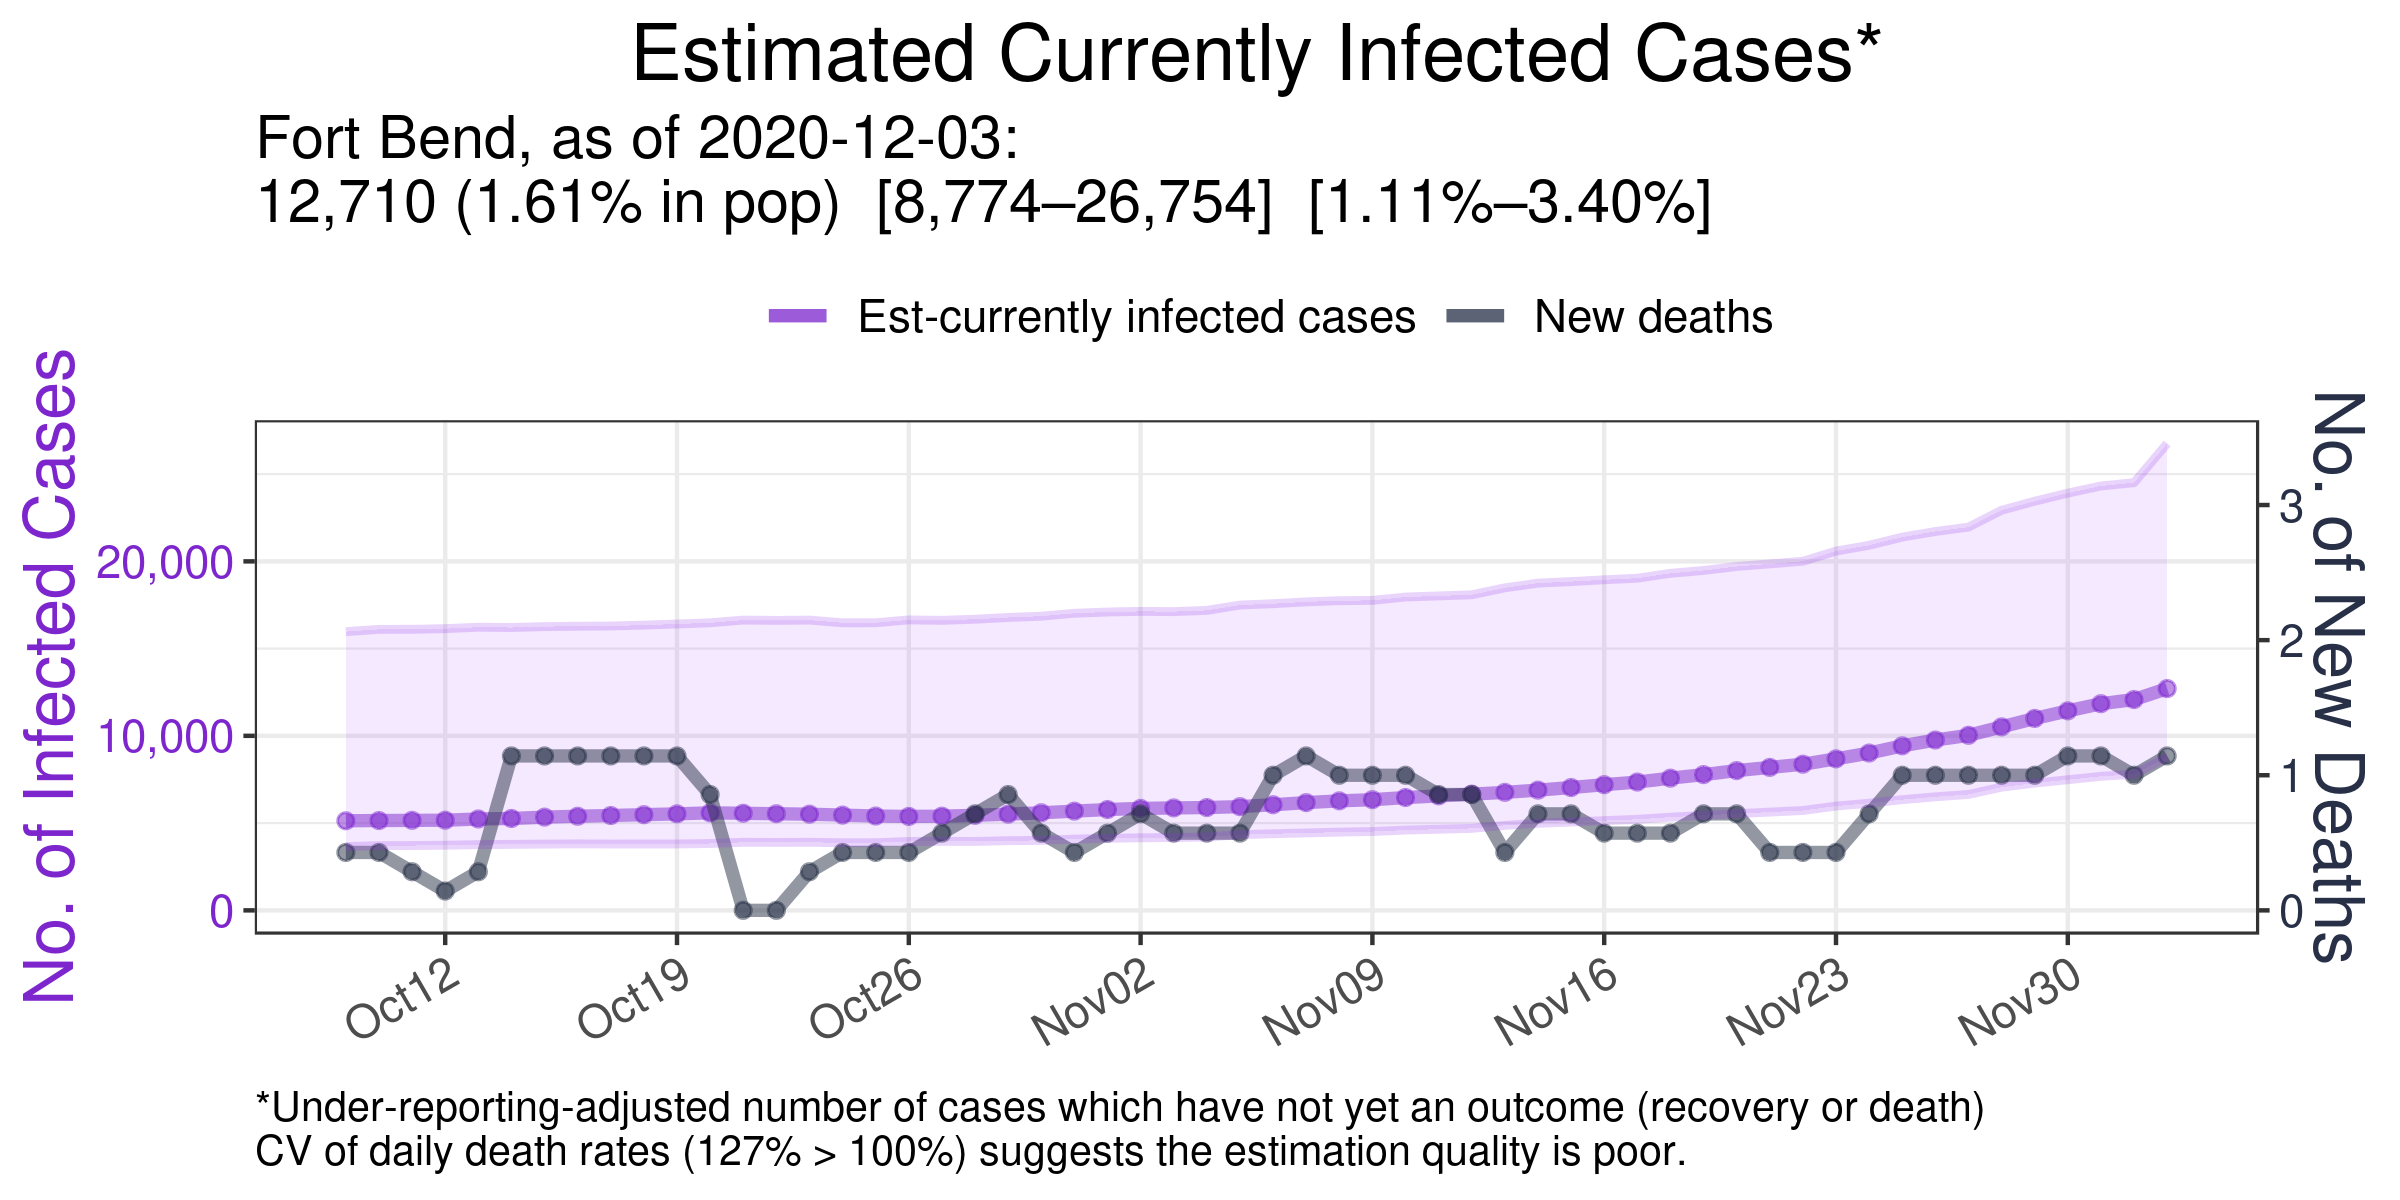 Estimated Currently Infected Cases*
Fort Bend, as of 2020-12-03:
12,710 (1.61% in pop)  [8,774–26,754]  [1.11%–3.40%]
Est-currently infected cases
New deaths
No. of Infected Cases
20,000
10,000
0
No. of New Deaths
3
2
1
0
Oct12
Oct19
Oct26
Nov02
Nov09
Nov16
Nov23
Nov30
*Under-reporting-adjusted number of cases which have not yet an outcome (recovery or death)
CV of daily death rates (127% > 100%) suggests the estimation quality is poor.